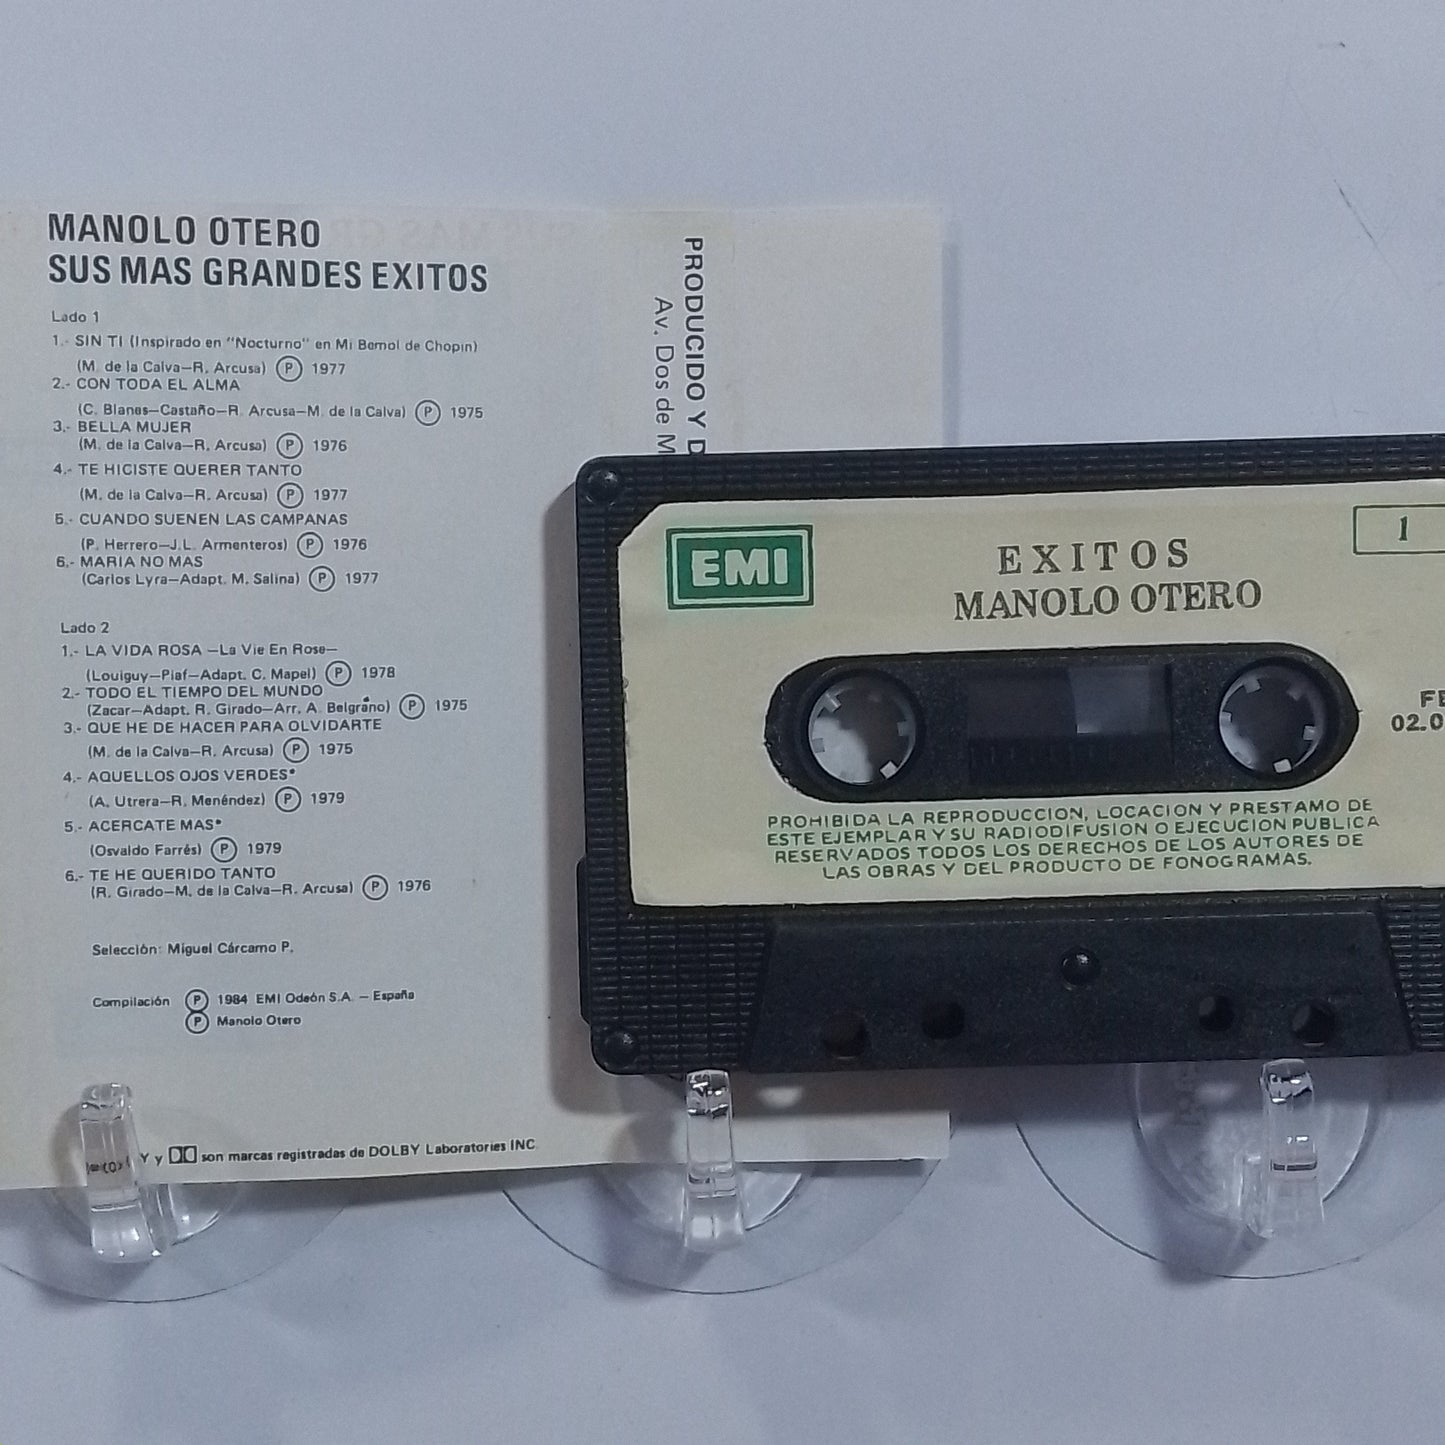 MANOLO OTERO
SUS MAS GRANDES EXITOS
Lado 1
1.- SIN TI (Inspirado en "Nocturno" en Mi Bemol de Chopin)
(M. de la Calva—R. Arcusa) Ⓟ 1977
2.- CON TODA EL ALMA
(C. Blanes—Castaño—R. Arcusa—M. de la Calva) Ⓟ 1975
3.- BELLA MUJER
(M. de la Calva—R. Arcusa) Ⓟ 1976
4.- TE HICISTE QUERER TANTO
(M. de la Calva—R. Arcusa) Ⓟ 1977
5.- CUANDO SUENEN LAS CAMPANAS
(P. Herrero—J.L. Armenteros) Ⓟ 1976
6.- MARIA NO MAS
(Carlos Lyra—Adapt. M. Salina) Ⓟ 1977
Lado 2
1.- LA VIDA ROSA —La Vie En Rose—
(Louiguy—Piaf—Adapt. C. Mapel) Ⓟ 1978
2.- TODO EL TIEMPO DEL MUNDO
(Zacar—Adapt. R. Girado—Arr. A. Belgrano) Ⓟ 1975
3.- QUE HE DE HACER PARA OLVIDARTE
(M. de la Calva—R. Arcusa) Ⓟ 1975
4.- AQUELLOS OJOS VERDES*
(A. Utrera—R. Menéndez) Ⓟ 1979
5.- ACERCATE MAS*
(Osvaldo Farrés) Ⓟ 1979
6.- TE HE QUERIDO TANTO
(R. Girado—M. de la Calva—R. Arcusa) Ⓟ 1976
Selección: Miguel Cárcamo P.
Compilación Ⓟ 1984 EMI Odeón S.A. — España
Ⓟ Manolo Otero
Y y son marcas registradas de DOLBY Laboratories INC
PRODUCIDO Y D
Av. Dos de M
EMI
EXITOS
MANOLO OTERO
1
FE
02.0
PROHIBIDA LA REPRODUCCION, LOCACION Y PRESTAMO DE
ESTE EJEMPLAR Y SU RADIODIFUSION O EJECUCION PUBLICA
RESERVADOS TODOS LOS DERECHOS DE LOS AUTORES DE
LAS OBRAS Y DEL PRODUCTO DE FONOGRAMAS.